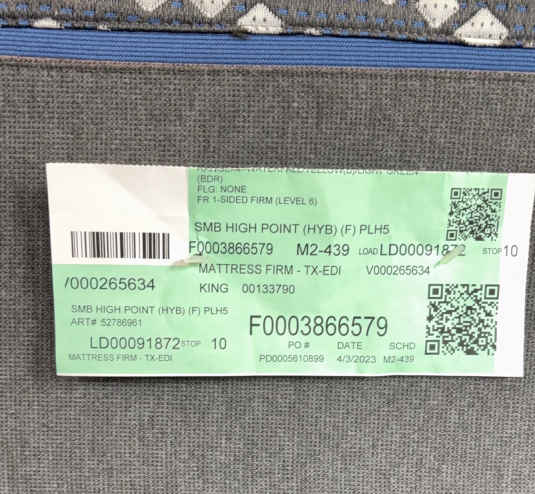 (BDR)
FLG: NONE
FR 1-SIDED FIRM (LEVEL 6)
SMB HIGH POINT (HYB) (F) PLH5
F0003866579 M2-439 LOAD LD00091872 STOP 10
MATTRESS FIRM - TX-EDI V000265634
KING 00133790
/000265634
SMB HIGH POINT (HYB) (F) PLH5
ART# 52786961
LD00091872 STOP 10
MATTRESS FIRM - TX-EDI
F0003866579
PO # DATE SCHD
PD0005610899 4/3/2023 M2-439